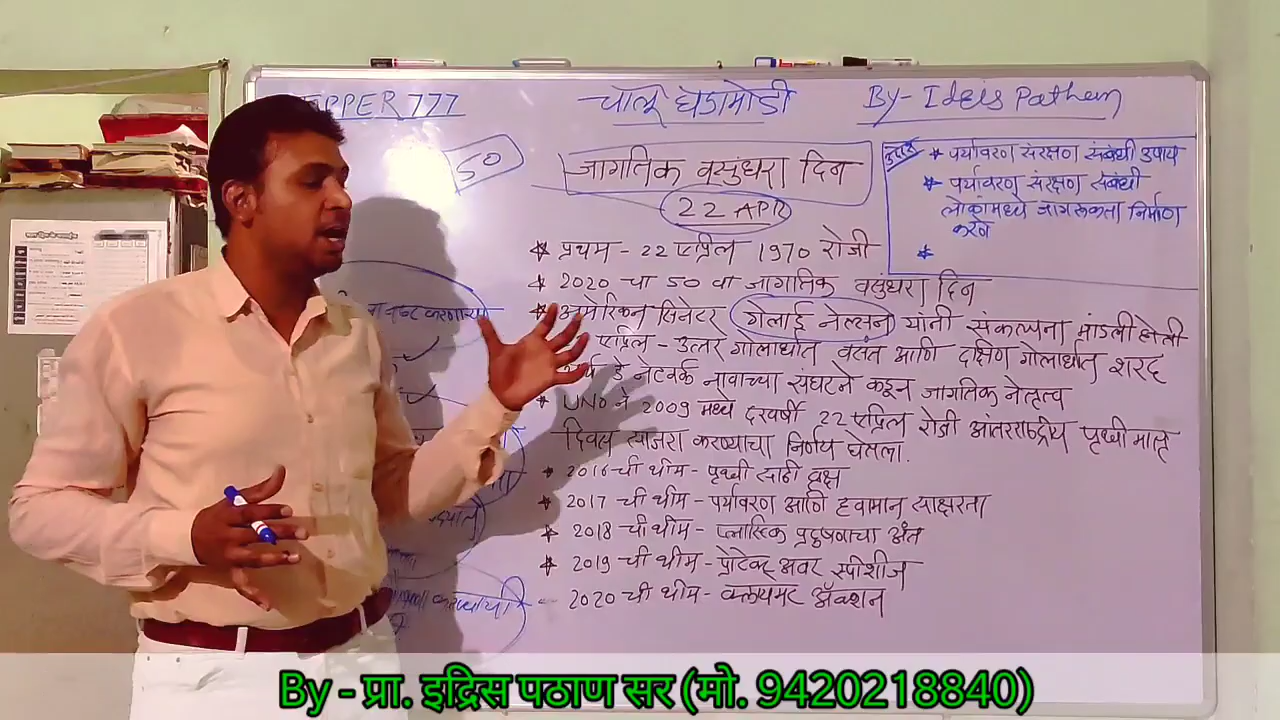 TOPPER777
चालू घडामोडी
BY- Idris Pathan
50
जागतिक वसुंधरा दिन
22 APR
उद्देश * पर्यावरण संरक्षण संबंधी उपाय
* पर्यावरण संरक्षण संबंधी
लोकांमध्ये जागरूकता निर्माण
करणे
*
* प्रथम - 22 एप्रिल 1970 रोजी
* 2020 चा 50 वा जागतिक वसुंधरा दिन
* अमेरिकन सिनेटर गेलार्ड नेल्सन यांनी संकल्पना मांडली होती
एप्रिल - उत्तर गोलार्धात वसंत आणि दक्षिण गोलार्धात शरद
डे नेटवर्क नावाच्या संघटने कडून जागतिक नेतृत्व
* UNO ने 2009 मध्ये दरवर्षी 22 एप्रिल रोजी आंतरराष्ट्रीय पृथ्वी मातृ
दिवस साजरा करण्याचा निर्णय घेतला.
* 2016 ची थीम - पृथ्वी साठी वृक्ष
* 2017 ची थीम - पर्यावरण आणि हवामान साक्षरता
* 2018 ची थीम - प्लास्टिक प्रदुषणाचा अंत
* 2019 ची थीम - प्रोटेक्ट अवर स्पीशीज
2020 ची थीम - क्लायमट ॲक्शन
By - प्रा. इद्रिस पठाण सर (मो. 9420218840)